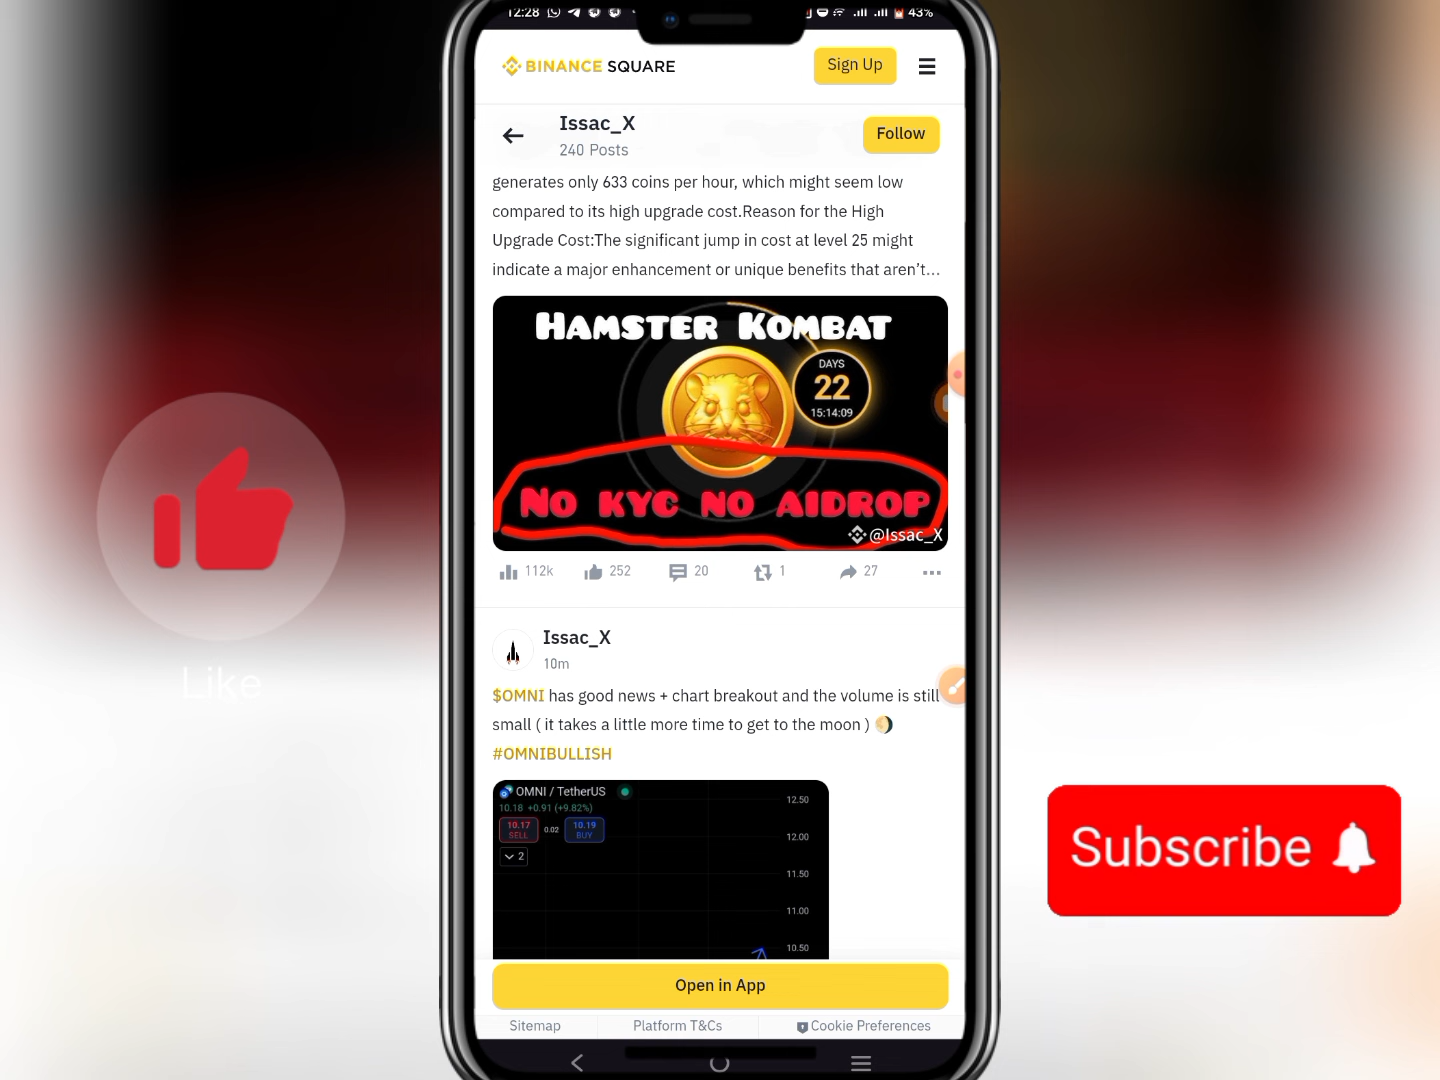 12:28
43%
BINANCE SQUARE
Sign Up
Issac_X
240 Posts
Follow
generates only 633 coins per hour, which might seem low
compared to its high upgrade cost.Reason for the High
Upgrade Cost:The significant jump in cost at level 25 might
indicate a major enhancement or unique benefits that aren't...
HAMSTER KOMBAT
DAYS
22
15:14:09
NO KYC NO AIDROP
@Issac_X
112k
252
20
1
27
Issac_X
10m
$OMNI has good news + chart breakout and the volume is still
small ( it takes a little more time to get to the moon )
#OMNIBULLISH
OMNI / TetherUS
10.18 +0.91 (+9.82%)
10.17
SELL
0.02
10.19
BUY
2
12.50
12.00
11.50
11.00
10.50
Open in App
Sitemap
Platform T&Cs
Cookie Preferences
Like
Subscribe